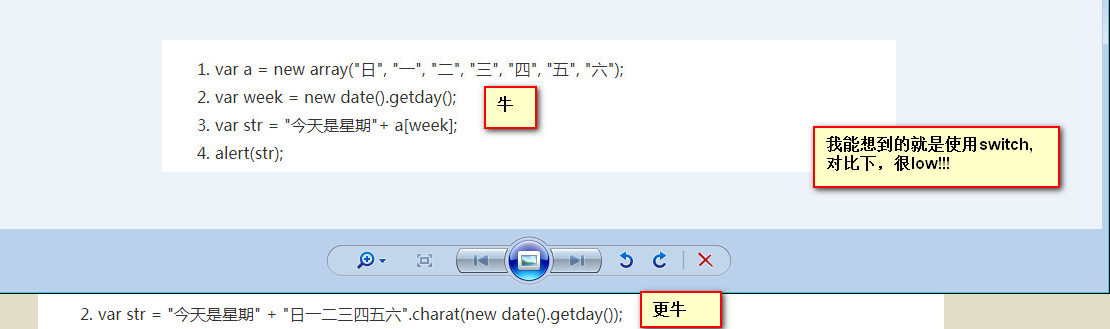 1. var a = new array("日", "一", "二", "三", "四", "五", "六");
2. var week = new date().getday();
牛
3. var str = "今天是星期"+ a[week];
4. alert(str);
我能想到的就是使用switch,
对比下，很low!!!
2. var str = "今天是星期" + "日一二三四五六".charat(new date().getday());
更牛